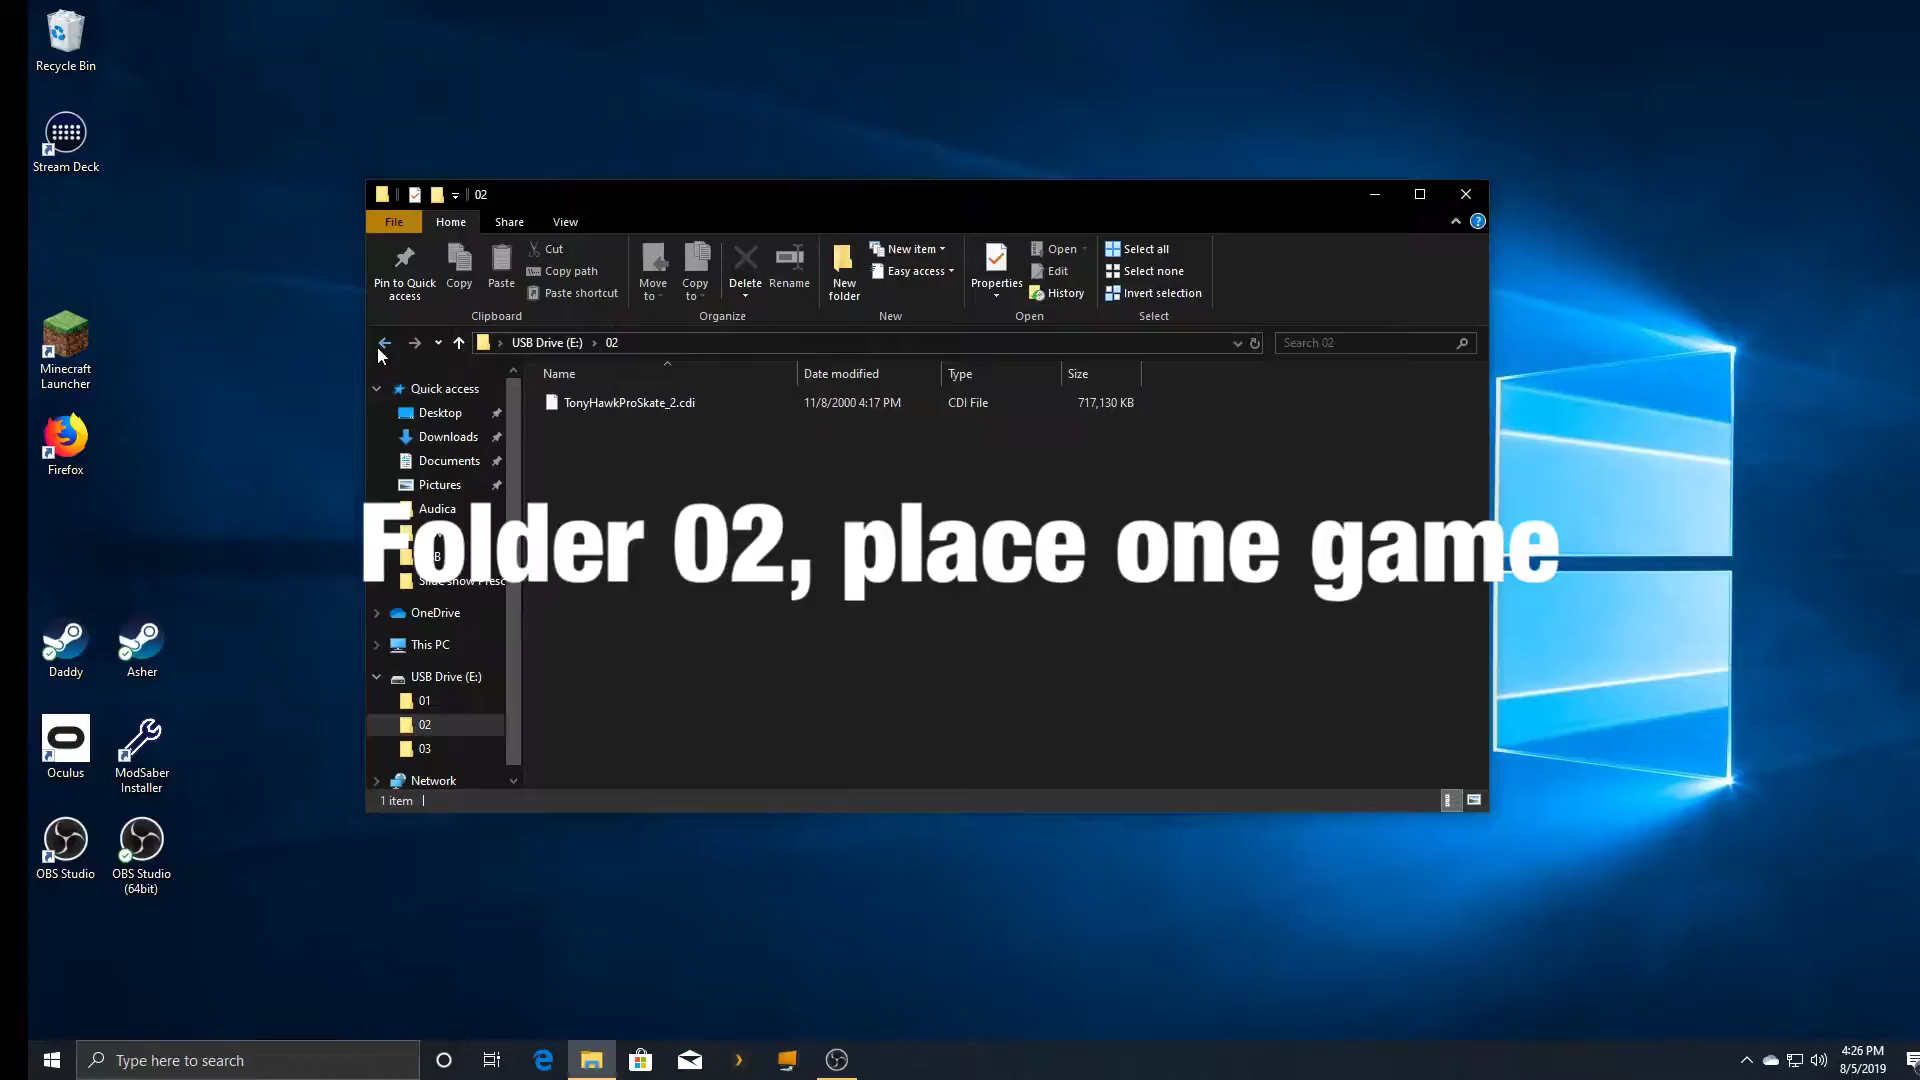 Recycle Bin
Stream Deck
Minecraft
Launcher
Firefox
Daddy
Asher
Oculus
ModSaber
Installer
OBS Studio
OBS Studio
(64bit)
02
File Home Share View
Pin to Quick
access
Copy
Paste
Cut
Copy path
Paste shortcut
Clipboard
Move
to
Copy
to
Delete
Rename
Organize
New
folder
New item
Easy access
New
Properties
Open
Edit
History
Open
Select all
Select none
Invert selection
Select
USB Drive (E:) > 02
Search 02
Name Date modified Type Size
TonyHawkProSkate_2.cdi 11/8/2000 4:17 PM CDI File 717,130 KB
Quick access
Desktop
Downloads
Documents
Pictures
Audica
Folder 02, place one game
OneDrive
This PC
USB Drive (E:)
01
02
03
Network
1 item
Type here to search
4:26 PM
8/5/2019